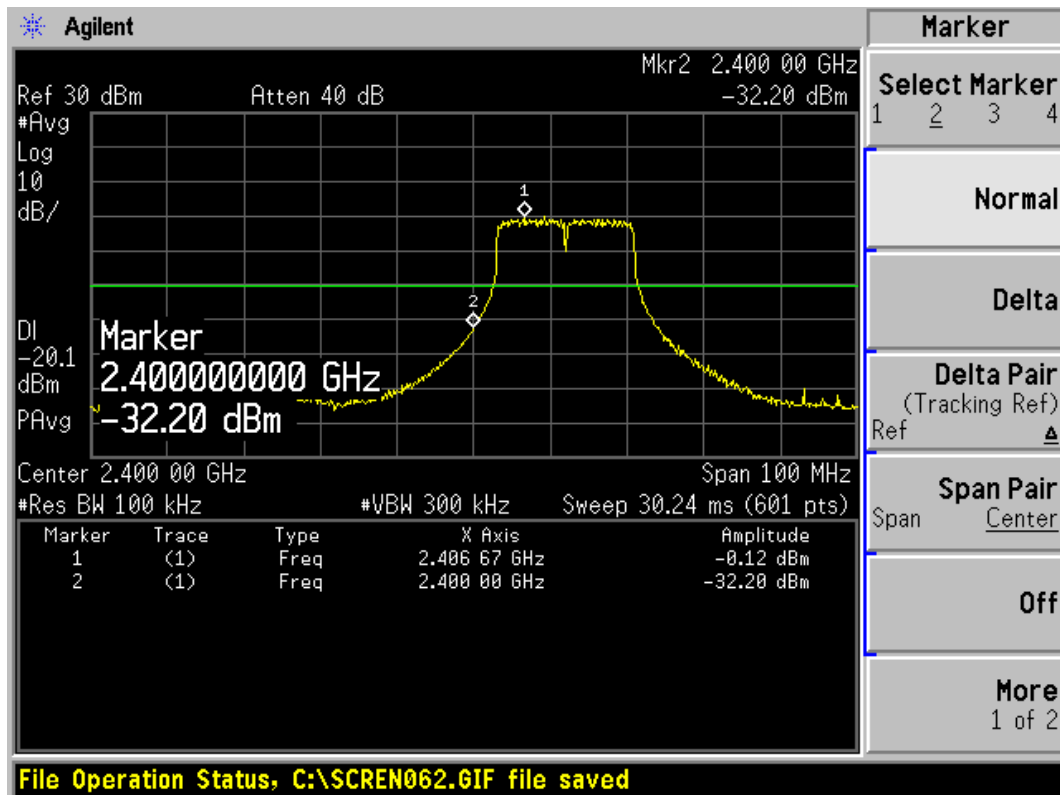 Agilent
Marker
Mkr2 2.400 00 GHz
Ref 30 dBm Atten 40 dB -32.20 dBm
#Avg
Log
10
dB/
1
2
DI
-20.1
dBm
PAvg
Marker
2.400000000 GHz
-32.20 dBm
Center 2.400 00 GHz Span 100 MHz
#Res BW 100 kHz #VBW 300 kHz Sweep 30.24 ms (601 pts)
Marker Trace Type X Axis Amplitude
1 (1) Freq 2.406 67 GHz -0.12 dBm
2 (1) Freq 2.400 00 GHz -32.20 dBm
Select Marker
1 2 3 4
Normal
Delta
Delta Pair
(Tracking Ref)
Ref Δ
Span Pair
Span Center
Off
More
1 of 2
File Operation Status, C:\SCREN062.GIF file saved